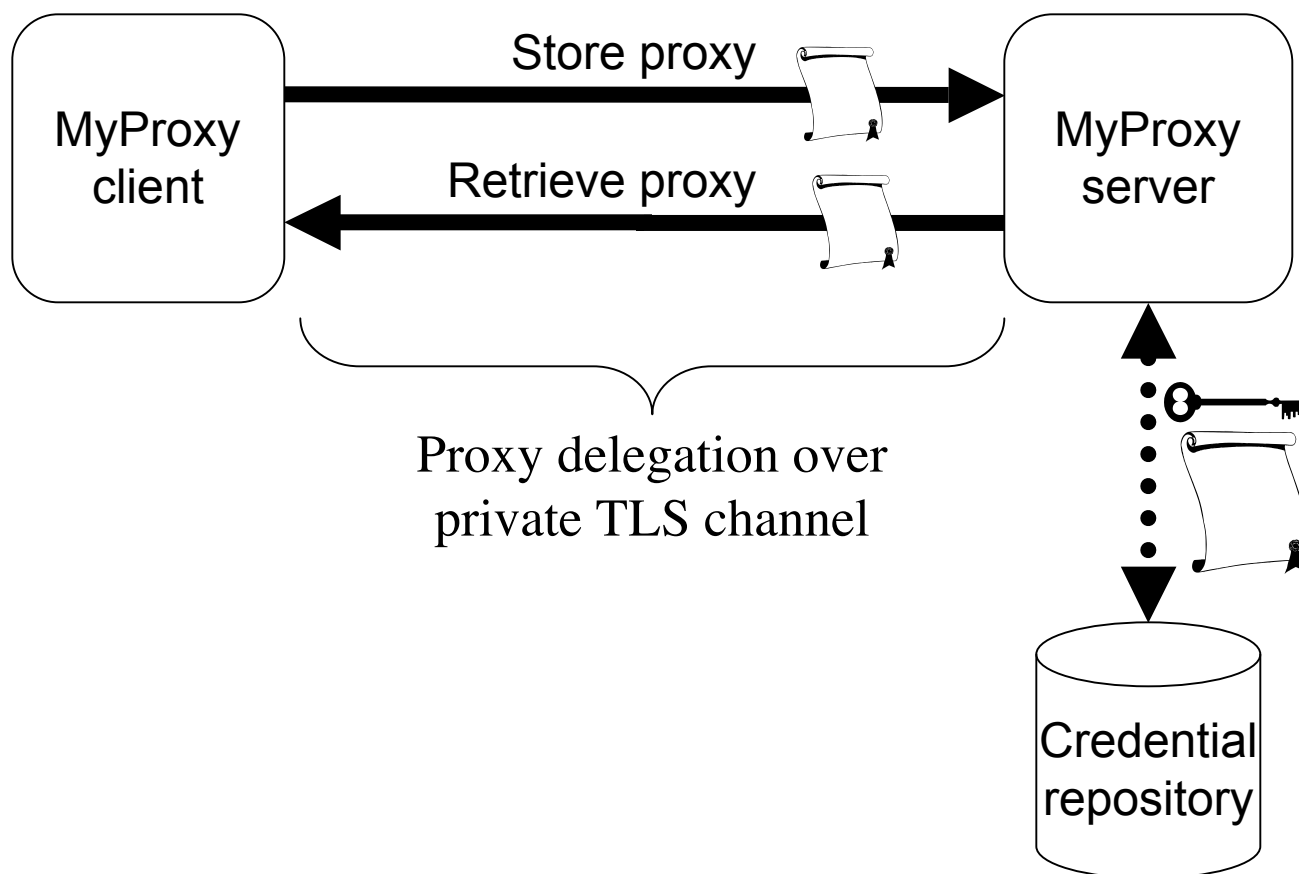 Store proxy
MyProxy
client
MyProxy
server
Retrieve proxy
Proxy delegation over
private TLS channel
Credential
repository